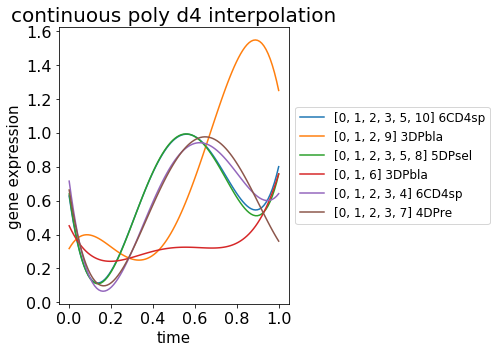 continuous poly d4 interpolation
gene expression
1.6
1.4
1.2
1.0
0.8
0.6
0.4
0.2
0.0
0.0 0.2 0.4 0.6 0.8 1.0
time
[0, 1, 2, 3, 5, 10] 6CD4sp
[0, 1, 2, 9] 3DPbla
[0, 1, 2, 3, 5, 8] 5DPsel
[0, 1, 6] 3DPbla
[0, 1, 2, 3, 4] 6CD4sp
[0, 1, 2, 3, 7] 4DPre